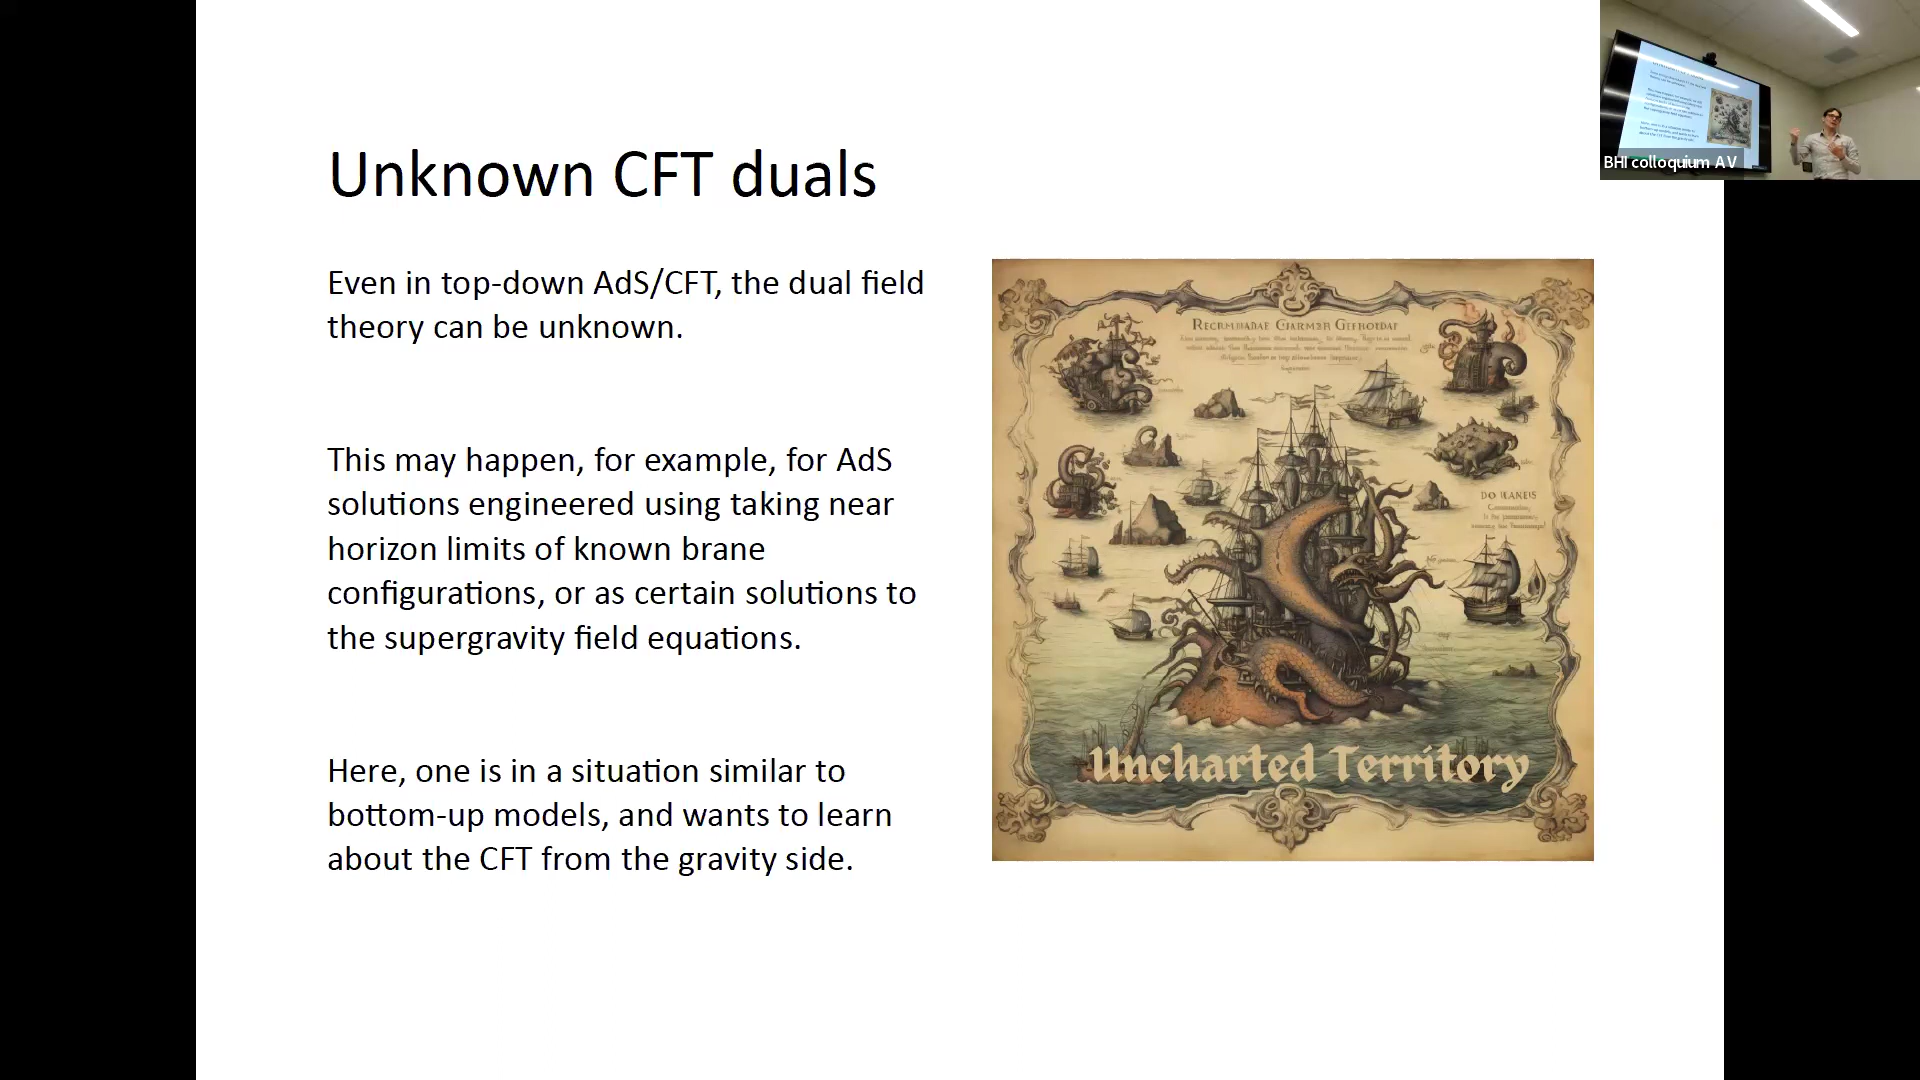 Unknown CFT duals
Even in top-down AdS/CFT, the dual field
theory can be unknown.
This may happen, for example, for AdS
solutions engineered using taking near
horizon limits of known brane
configurations, or as certain solutions to
the supergravity field equations.
Here, one is in a situation similar to
bottom-up models, and wants to learn
about the CFT from the gravity side.
Uncharted Territory
BHI colloquium AV